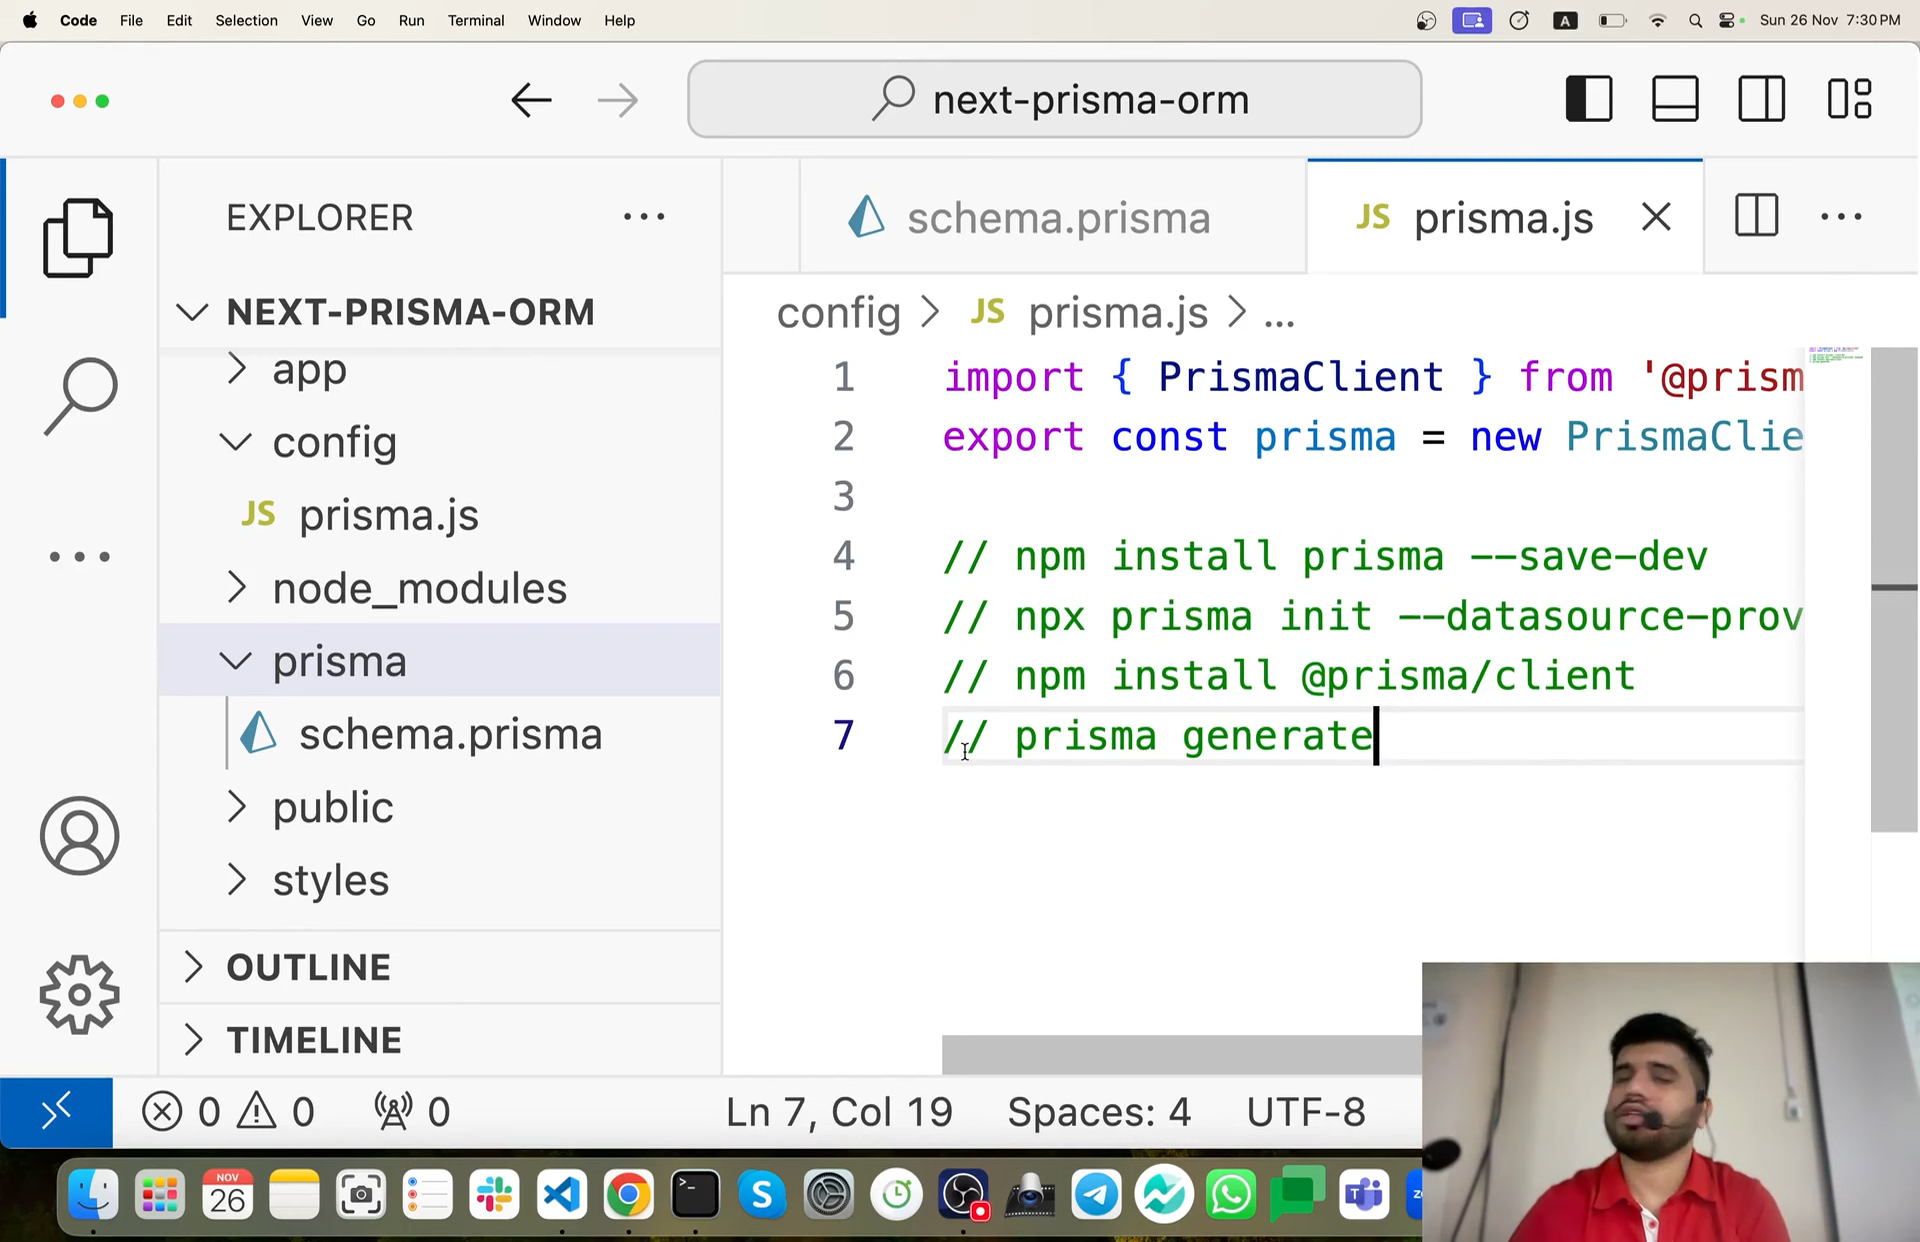 Code File Edit Selection View Go Run Terminal Window Help A Sun 26 Nov 7:30 PM
next-prisma-orm
EXPLORER
schema.prisma
JS prisma.js
NEXT-PRISMA-ORM
config > JS prisma.js > ...
app
config
JS prisma.js
node_modules
prisma
schema.prisma
public
styles
OUTLINE
TIMELINE
1 import { PrismaClient } from '@prism
2 export const prisma = new PrismaClie
3
4 // npm install prisma --save-dev
5 // npx prisma init --datasource-prov
6 // npm install @prisma/client
7 // prisma generate
0 0 0 Ln 7, Col 19 Spaces: 4 UTF-8
NOV
26
S
T